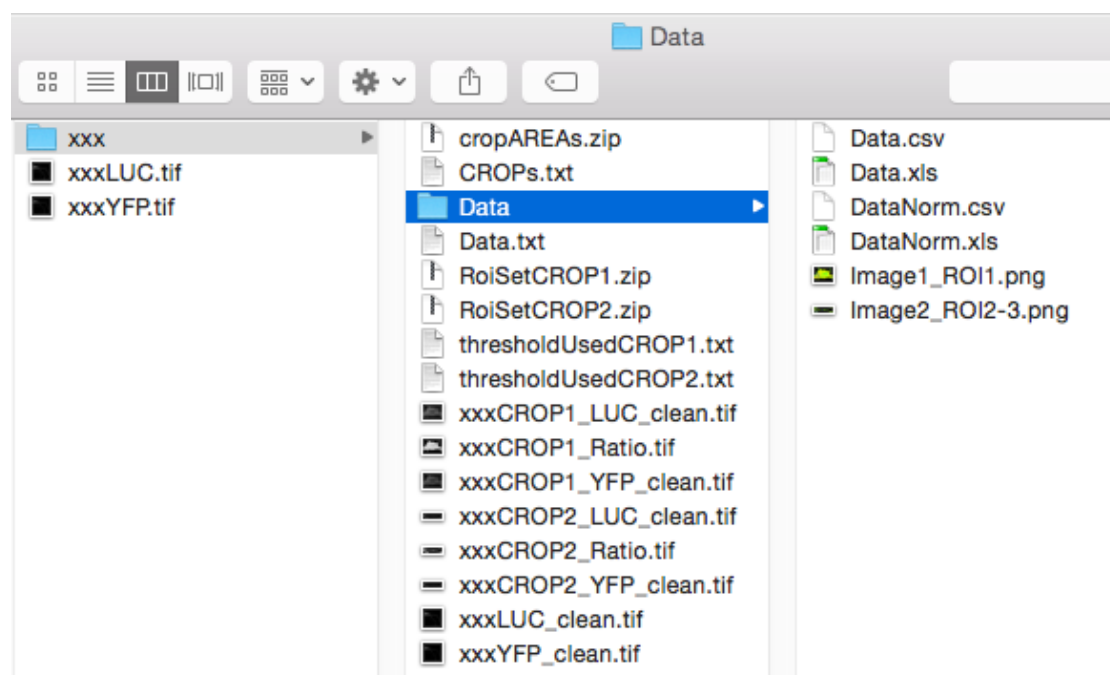 Data
xxx
xxxLUC.tif
xxxYFP.tif
cropAREAs.zip
CROPs.txt
Data
Data.txt
RoiSetCROP1.zip
RoiSetCROP2.zip
thresholdUsedCROP1.txt
thresholdUsedCROP2.txt
xxxCROP1_LUC_clean.tif
xxxCROP1_Ratio.tif
xxxCROP1_YFP_clean.tif
xxxCROP2_LUC_clean.tif
xxxCROP2_Ratio.tif
xxxCROP2_YFP_clean.tif
xxxLUC_clean.tif
xxxYFP_clean.tif
Data.csv
Data.xls
DataNorm.csv
DataNorm.xls
Image1_ROI1.png
Image2_ROI2-3.png